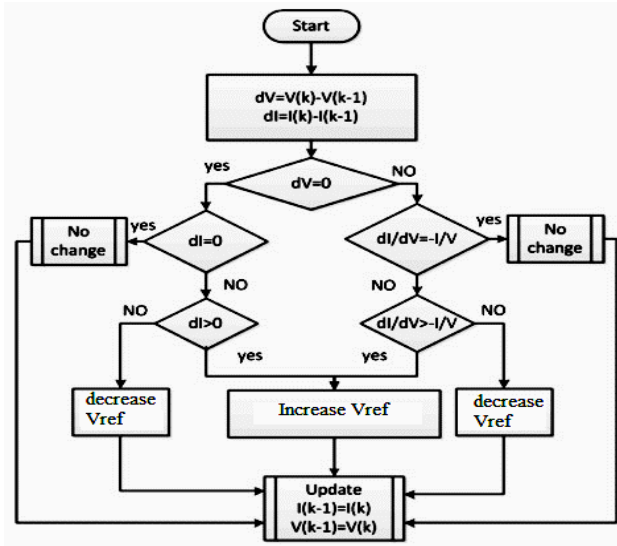 Start
dV=V(k)-V(k-1)
dI=I(k)-I(k-1)
yes
NO
dV=0
No
change
yes
dI=0
dI/dV=-I/V
yes
No
change
NO
NO
NO
dI>0
dI/dV>-I/V
NO
yes
yes
decrease
Vref
Increase Vref
decrease
Vref
Update
I(k-1)=I(k)
V(k-1)=V(k)